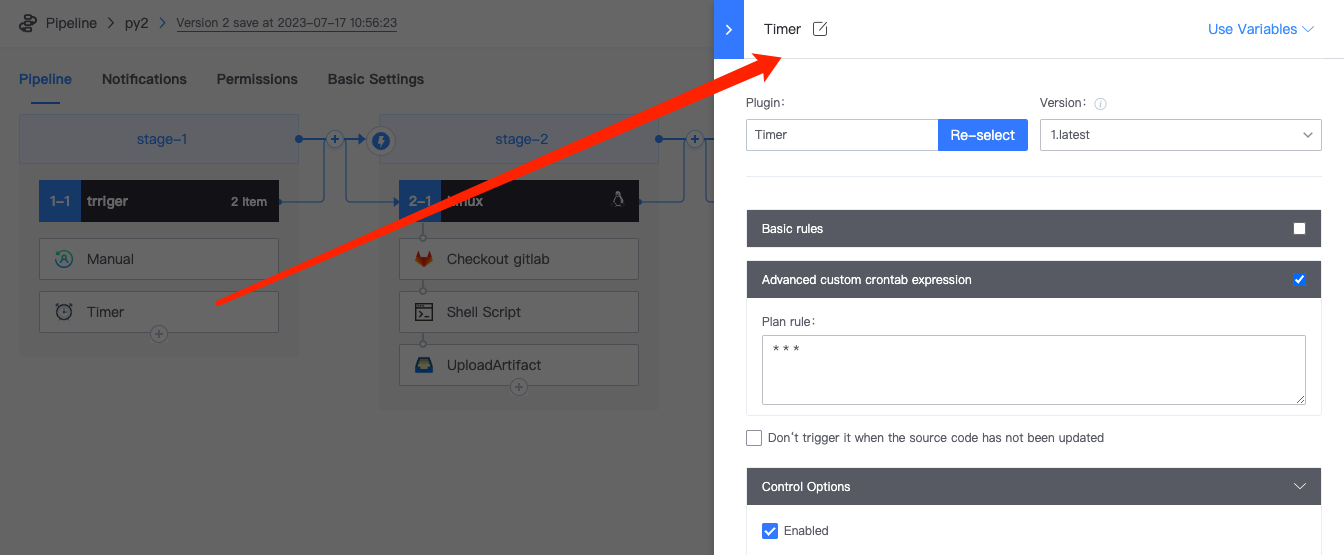 Pipeline > py2 > Version 2 save at 2023-07-17 10:56:23
Pipeline Notifications Permissions Basic Settings
stage-1
1-1 trriger 2 Item
Manual
Timer
stage-2
2-1
Checkout gitlab
Shell Script
UploadArtifact
Timer Use Variables
Plugin: Version:
Timer Re-select 1.latest
Basic rules
Advanced custom crontab expression
Plan rule:
* * *
Don't trigger it when the source code has not been updated
Control Options
Enabled